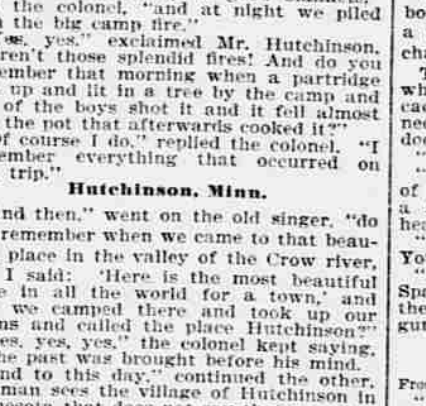 the colonel, "and at night we piled
the big camp fire."
yes," exclaimed Mr. Hutchinson.
ren't those splendid fires! And do you
ember that morning when a partridge
up and lit in a tree by the camp and
of the boys shot it and it fell almost
the pot that afterwards cooked it?"
f course I do," replied the colonel. "I
ember everything that occurred on
trip."
Hutchinson, Minn.
nd then," went on the old singer, "do
remember when we came to that beau-
place in the valley of the Crow river,
I said: 'Here is the most beautiful
e in all the world for a town,' and
we camped there and took up our
ns and called the place Hutchinson?"
es, yes, yes," the colonel kept saying,
he past was brought before his mind.
nd to this day," continued the other,
man sees the village of Hutchinson in
bo
a
cha
wh
cac
nee
doe
of
a
hea
Yo
Spa
the
gun
Fro